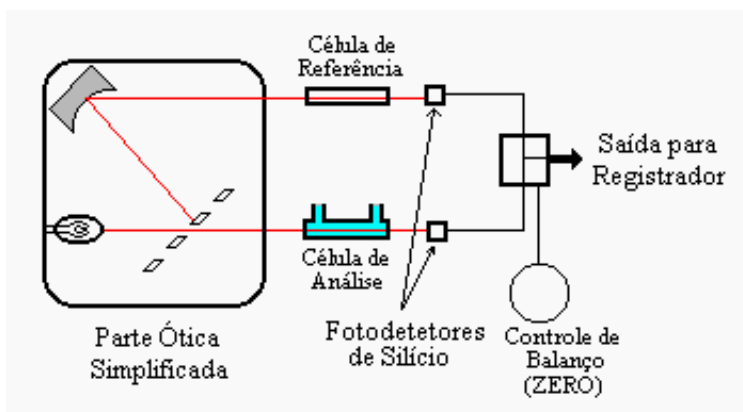 Célula de
Referência
Saída para
Registrador
Célula de
Análise
Parte Ótica
Simplificada
Fotodetetores
de Silício
Controle de
Balanço
(ZERO)